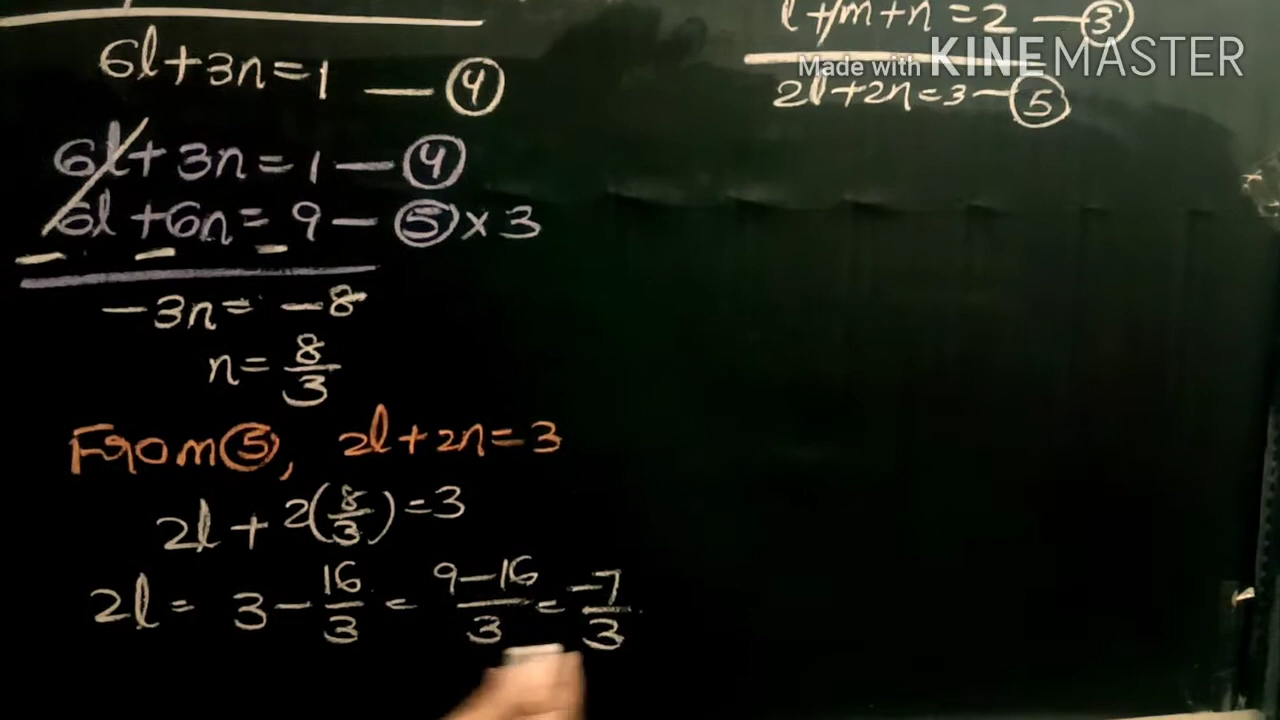 6l+3n=1 — ④
6l+3n=1 — ④
6l+6n=9 — ⑤×3
— — —
-3n=-8
n=8/3
From ⑤, 2l+2n=3
2l+2(8/3)=3
2l=3-16/3=9-16/3=-7/3
l+m+n=2 — ③
Made with KINEMASTER
2l+2n=3 — ⑤